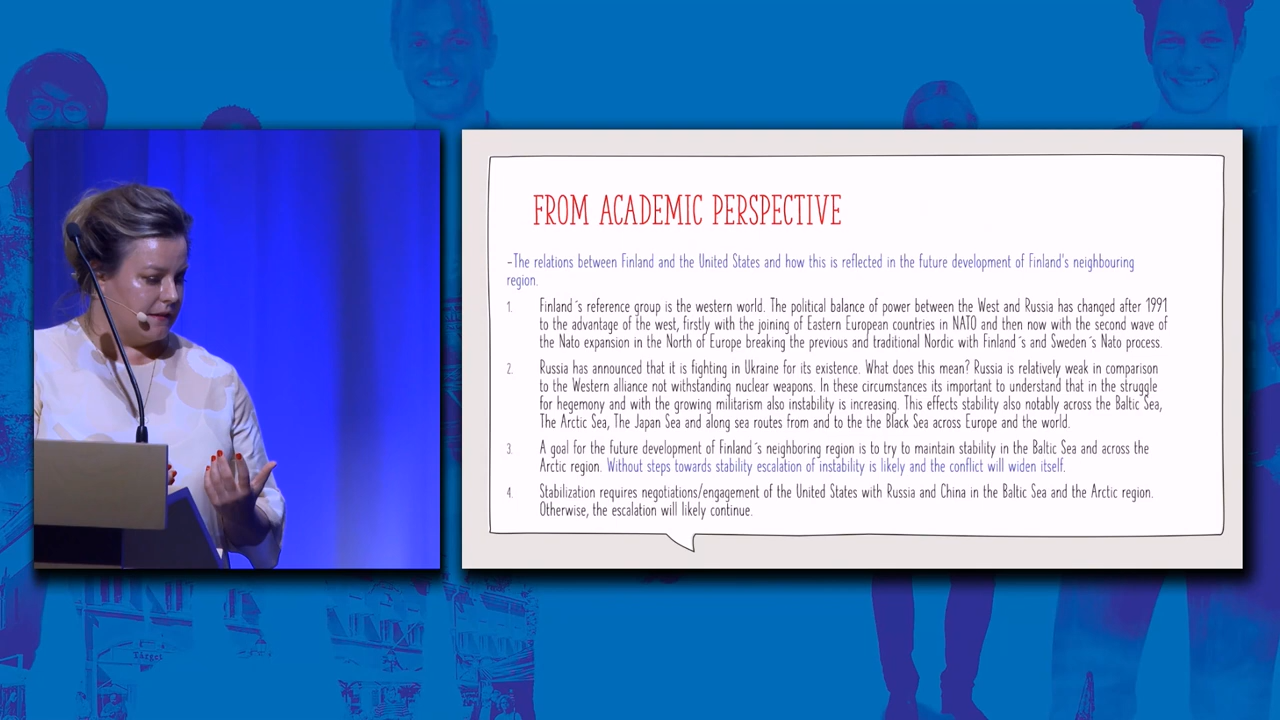 FROM ACADEMIC PERSPECTIVE
-The relations between Finland and the United States and how this is reflected in the future development of Finland's neighbouring
region.
1. Finland´s reference group is the western world. The political balance of power between the West and Russia has changed after 1991
to the advantage of the west, firstly with the joining of Eastern European countries in NATO and then now with the second wave of
the Nato expansion in the North of Europe breaking the previous and traditional Nordic with Finland´s and Sweden´s Nato process.
2. Russia has announced that it is fighting in Ukraine for its existence. What does this mean? Russia is relatively weak in comparison
to the Western alliance not withstanding nuclear weapons. In these circumstances its important to understand that in the struggle
for hegemony and with the growing militarism also instability is increasing. This effects stability also notably across the Baltic Sea,
The Arctic Sea, The Japan Sea and along sea routes from and to the the Black Sea across Europe and the world.
3. A goal for the future development of Finland´s neighboring region is to try to maintain stability in the Baltic Sea and across the
Arctic region. Without steps towards stability escalation of instability is likely and the conflict will widen itself.
4. Stabilization requires negotiations/engagement of the United States with Russia and China in the Baltic Sea and the Arctic region.
Otherwise, the escalation will likely continue.